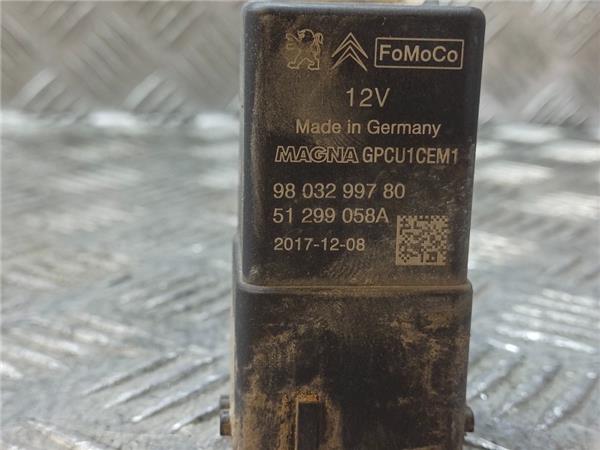 FoMoCo
12V
Made in Germany
MAGNA GPCU1CEM1
98 032 997 80
51 299 058A
2017-12-08